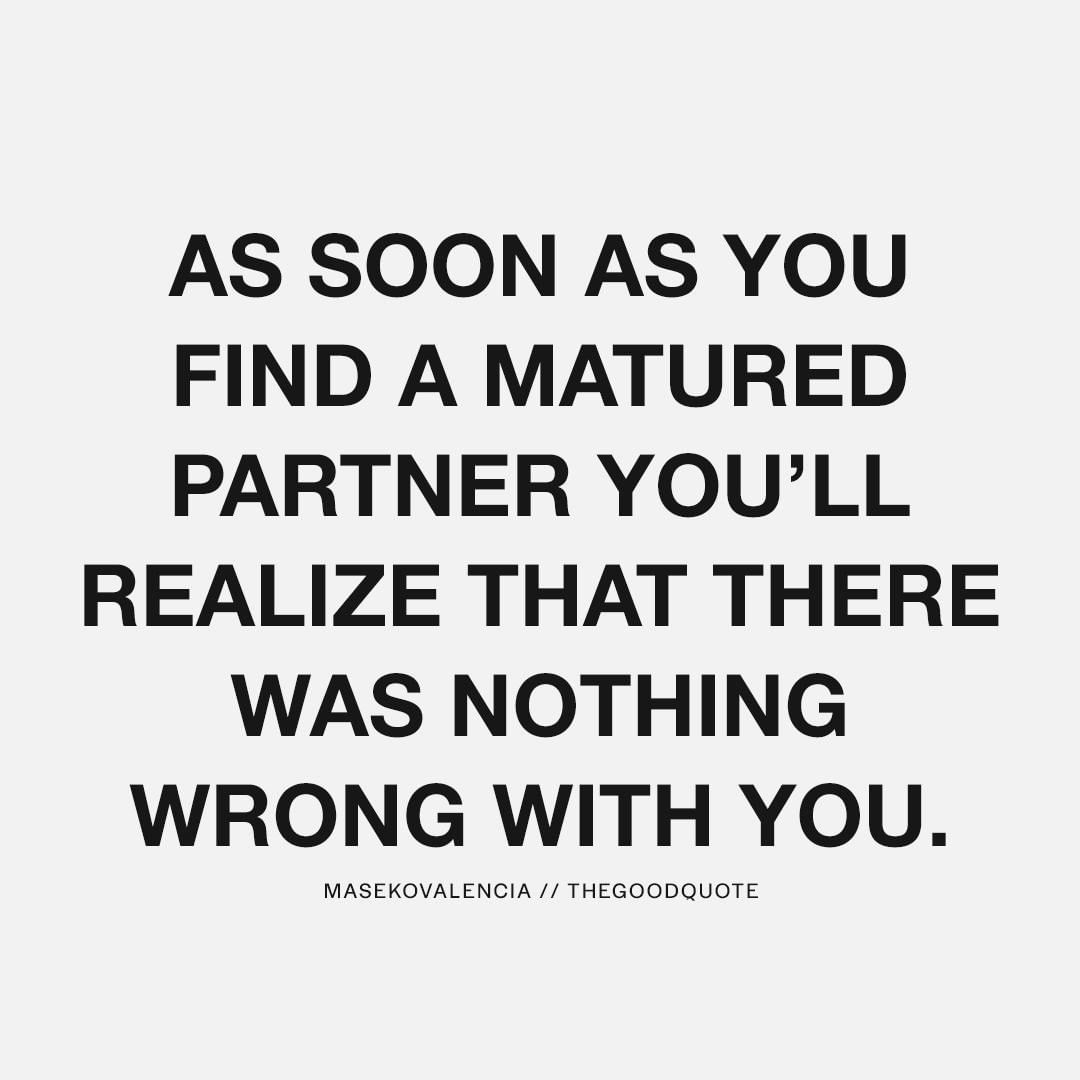 AS SOON AS YOU
FIND A MATURED
PARTNER YOU’LL
REALIZE THAT THERE
WAS NOTHING
WRONG WITH YOU.
MASEKOVALENCIA // THEGOODQUOTE